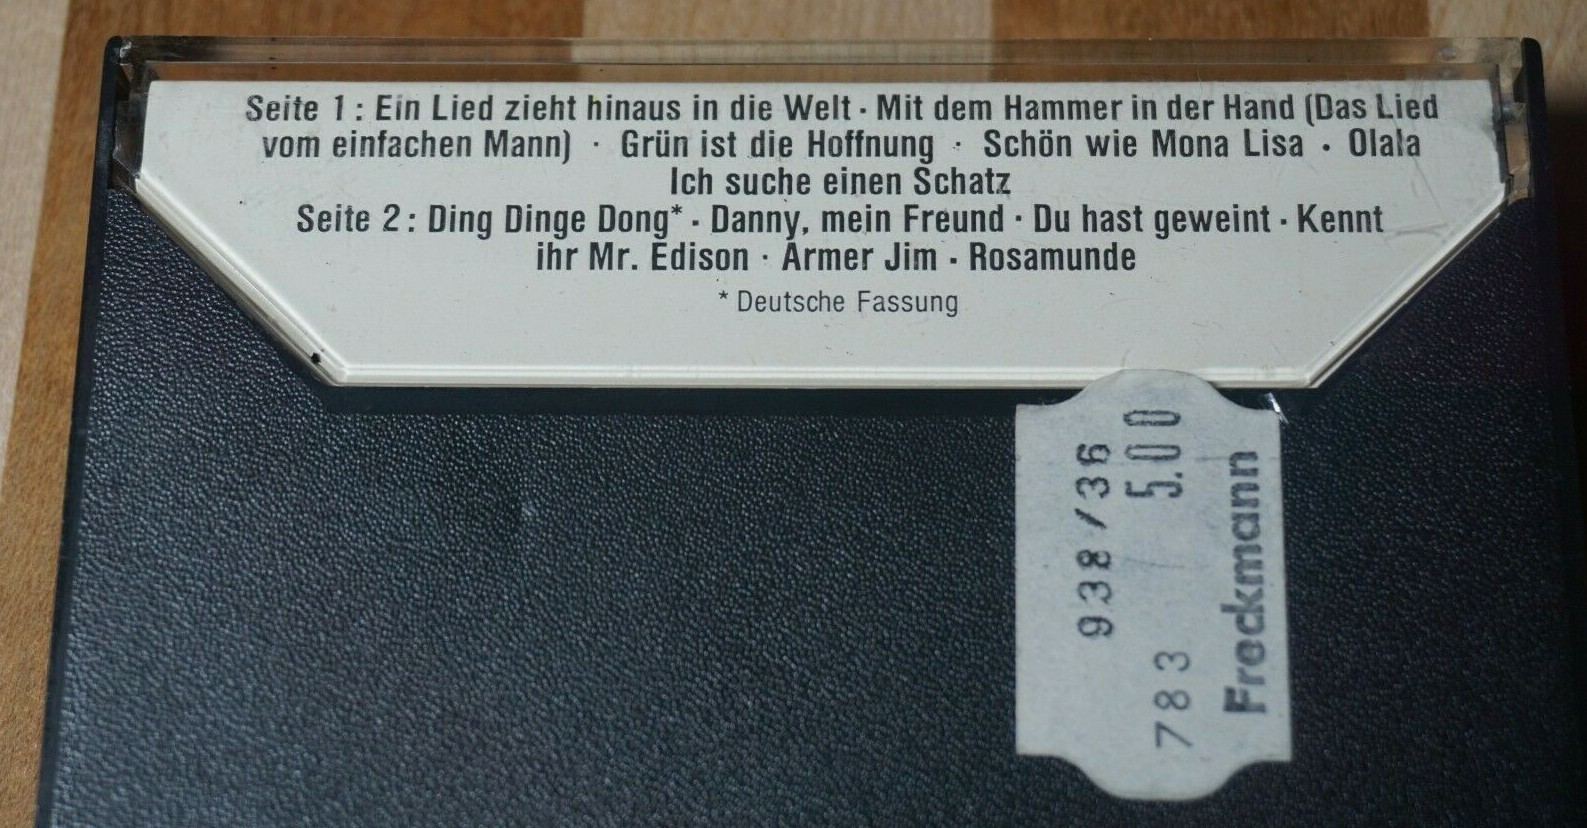 Seite 1 : Ein Lied zieht hinaus in die Welt · Mit dem Hammer in der Hand (Das Lied
vom einfachen Mann) · Grün ist die Hoffnung · Schön wie Mona Lisa · Olala
Ich suche einen Schatz
Seite 2 : Ding Dinge Dong* · Danny, mein Freund · Du hast geweint · Kennt
ihr Mr. Edison · Armer Jim · Rosamunde
* Deutsche Fassung
938/36
783 5.00
Freckmann